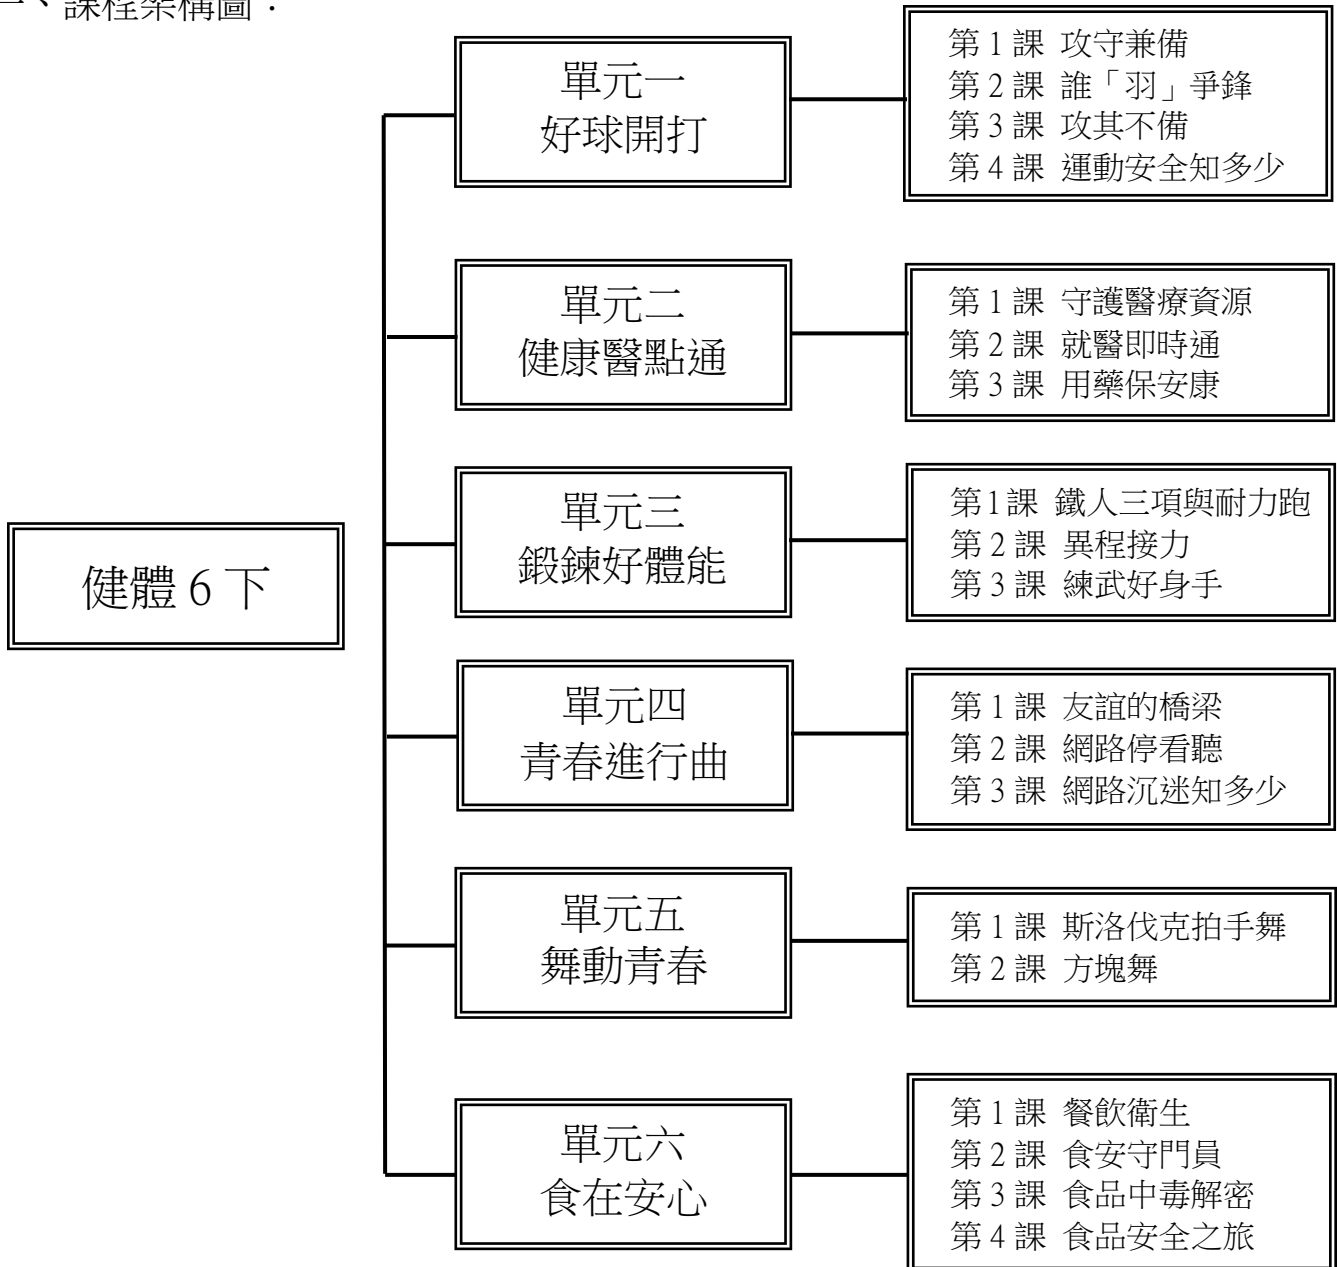 、課程架構圖：
健體 6 下
單元一
好球開打
第 1 課 攻守兼備
第 2 課 誰「羽」爭鋒
第 3 課 攻其不備
第 4 課 運動安全知多少
單元二
健康醫點通
第 1 課 守護醫療資源
第 2 課 就醫即時通
第 3 課 用藥保安康
單元三
鍛鍊好體能
第 1 課 鐵人三項與耐力跑
第 2 課 異程接力
第 3 課 練武好身手
單元四
青春進行曲
第 1 課 友誼的橋梁
第 2 課 網路停看聽
第 3 課 網路沉迷知多少
單元五
舞動青春
第 1 課 斯洛伐克拍手舞
第 2 課 方塊舞
單元六
食在安心
第 1 課 餐飲衛生
第 2 課 食安守門員
第 3 課 食品中毒解密
第 4 課 食品安全之旅